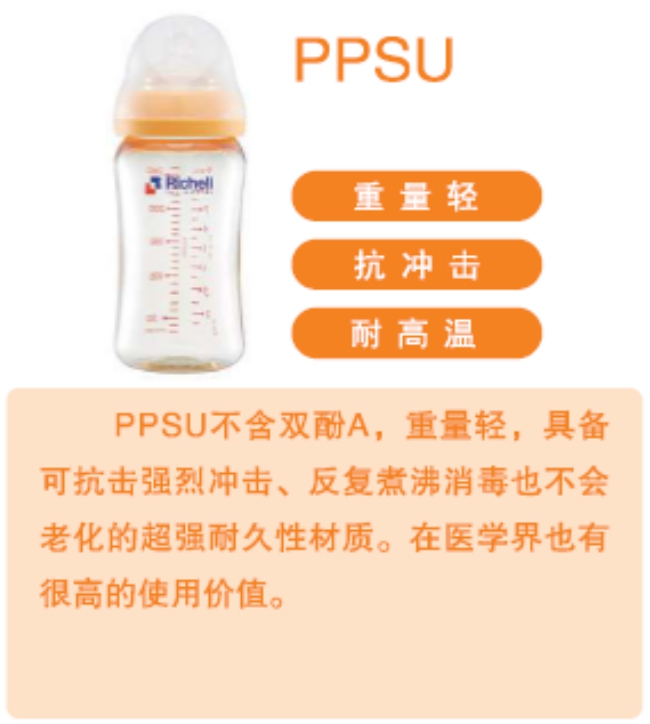 PPSU
Richell
重量轻
抗冲击
耐高温
PPSU不含双酚A，重量轻，具备
可抗击强烈冲击、反复煮沸消毒也不会
老化的超强耐久性材质。在医学界也有
很高的使用价值。